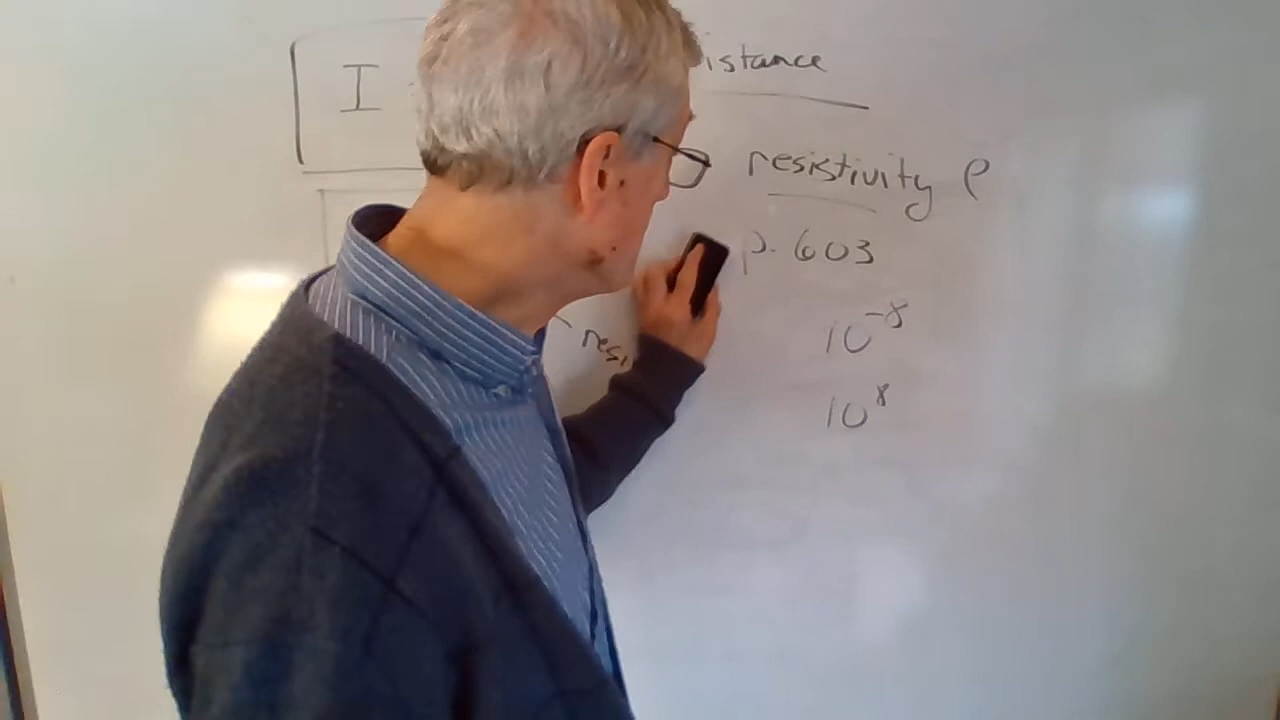 I
istance
resistivity ρ
p. 603
10⁻⁸
10⁸
resi